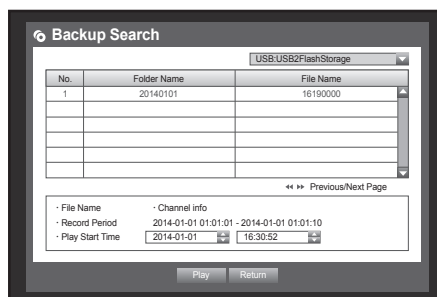 Backup Search
USB:USB2FlashStorage
No. Folder Name File Name
1 20140101 16190000
Previous/Next Page
· File Name · Channel info
· Record Period 2014-01-01 01:01:01 - 2014-01-01 01:01:10
· Play Start Time 2014-01-01 16:30:52
Play Return